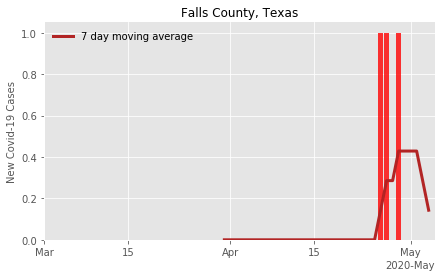 Falls County, Texas
7 day moving average
New Covid-19 Cases
1.0
0.8
0.6
0.4
0.2
0.0
Mar
15
Apr
15
May
2020-May